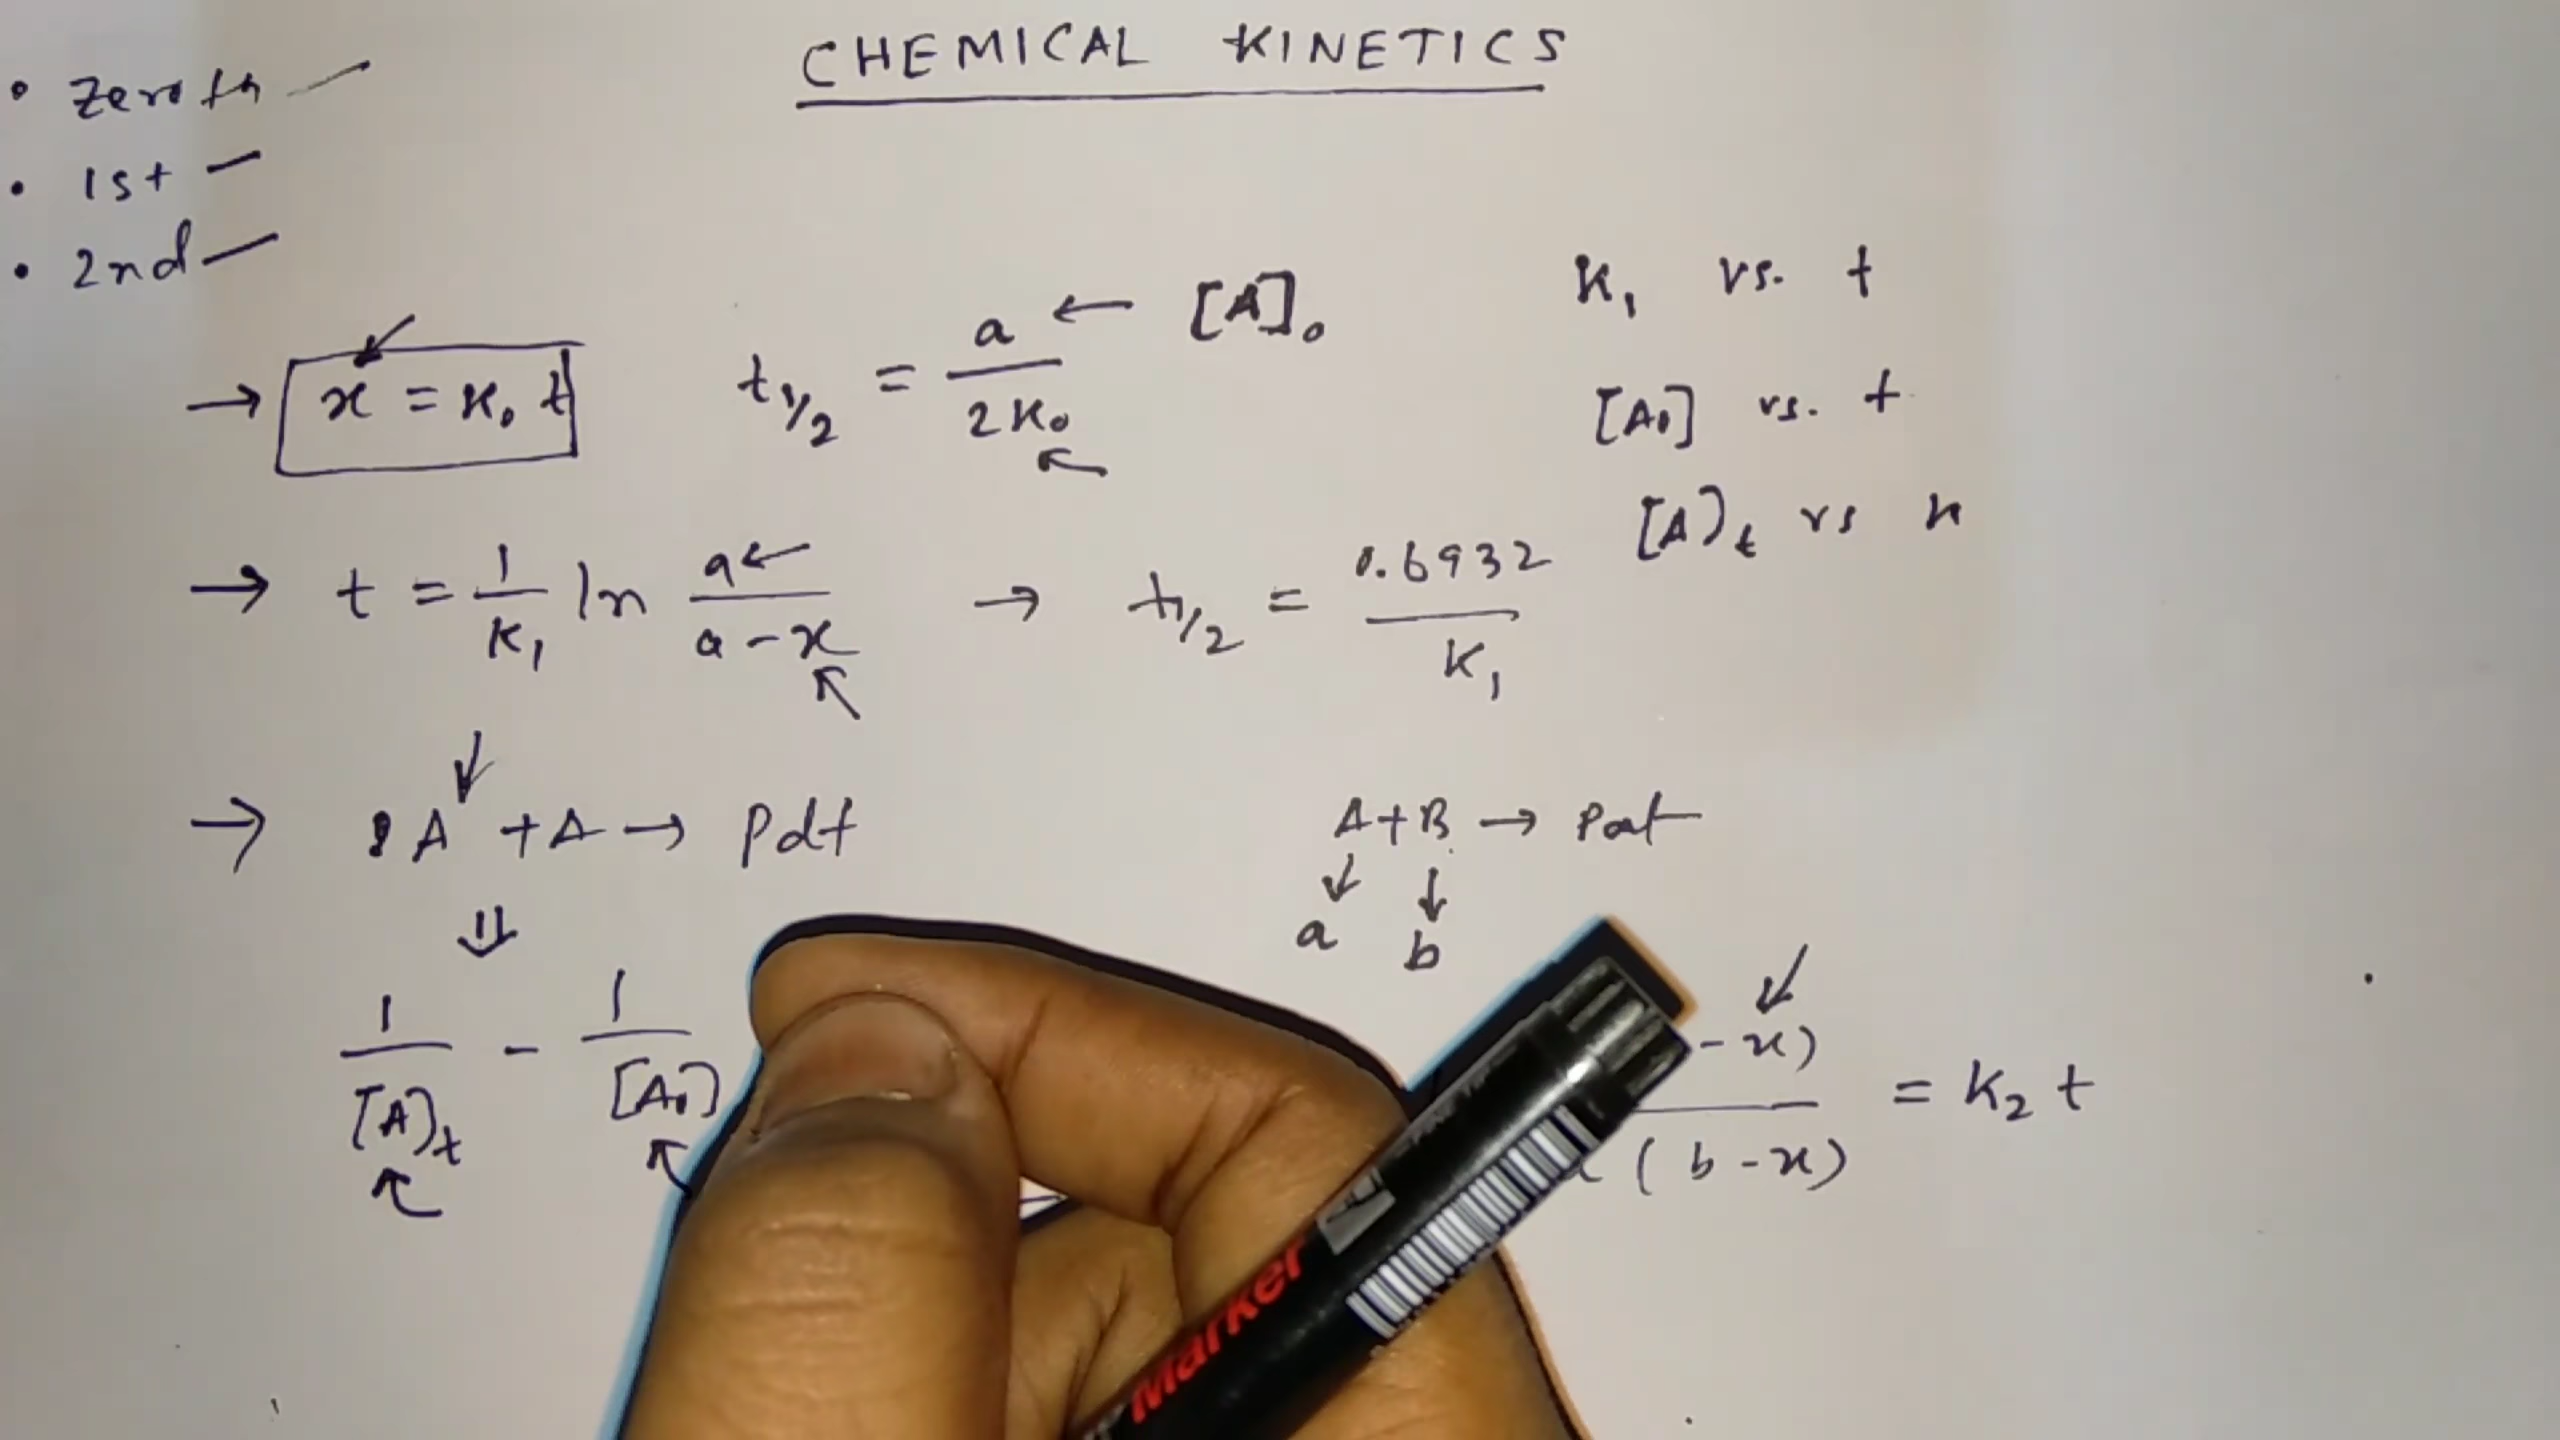 CHEMICAL KINETICS
• Zeroth
• 1st
• 2nd
→ x = K₀ t
t1/2 = a / 2K₀ ← [A]₀
K₁ vs. t
[A₀] vs. t
[A]t vs x
→ t = 1/K₁ ln a / a - x → t1/2 = 0.6932 / K₁
→ A + A → Pdt
A + B → Pdt
a b
⇓
1/[A]t - 1/[A₀]
- x) / (b - x) = K₂ t
Marker